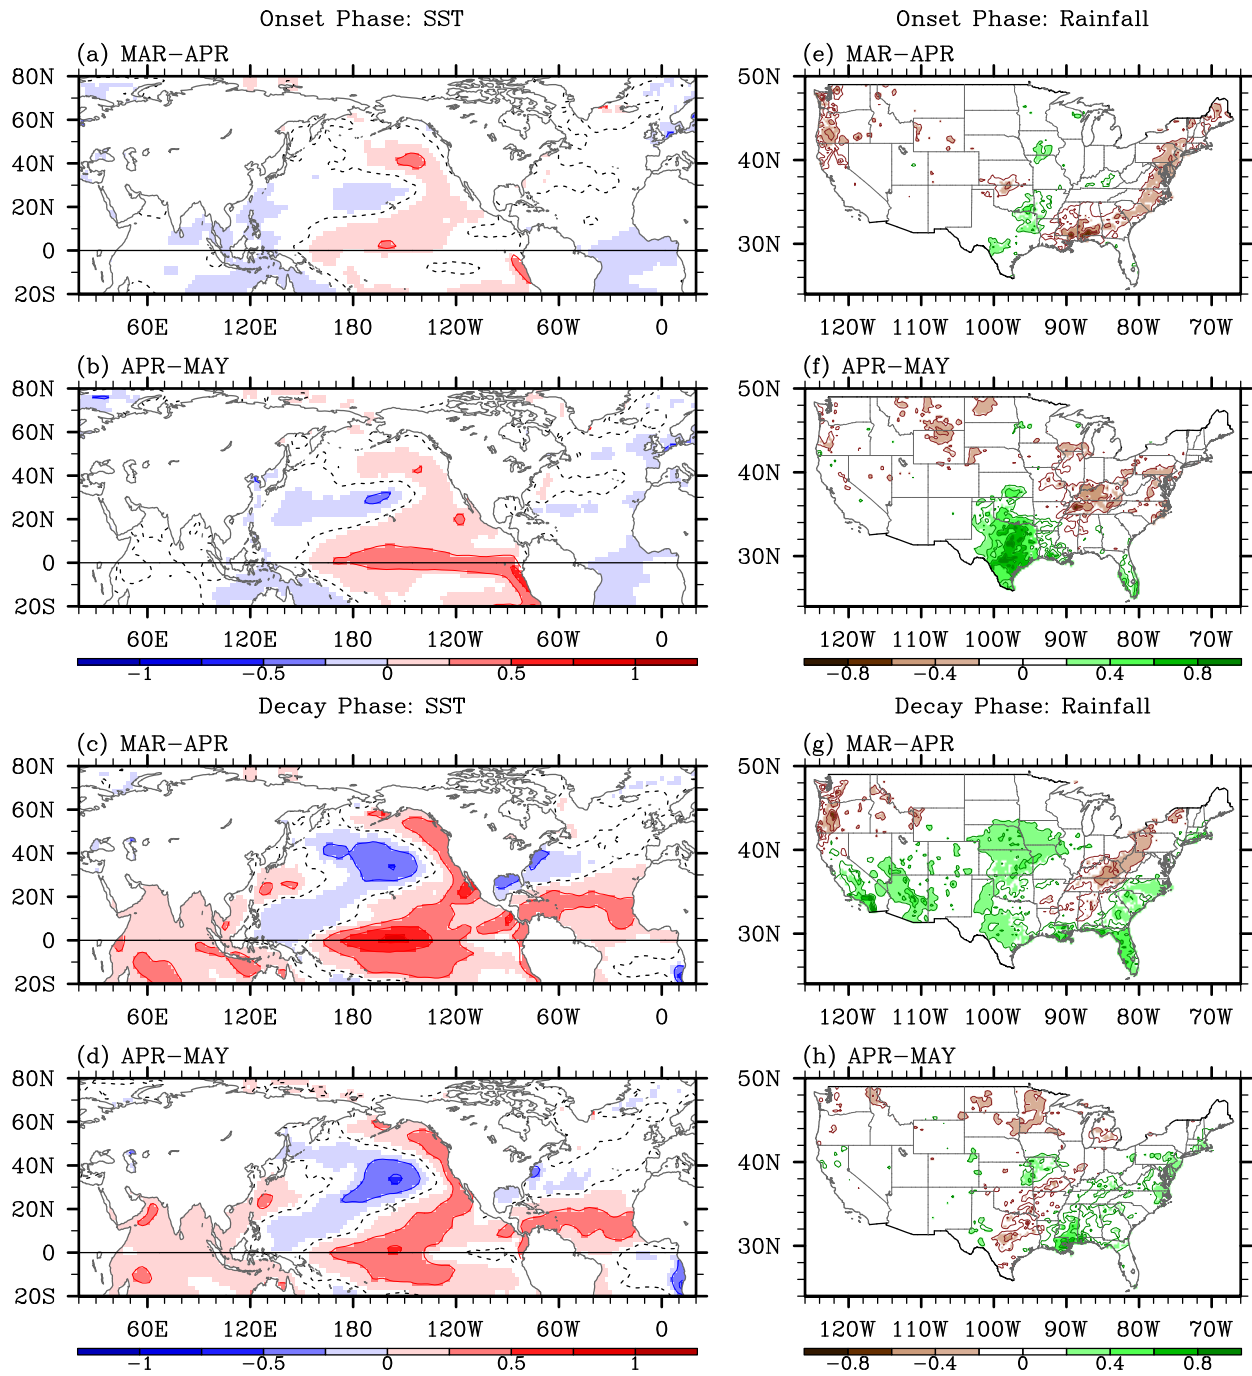 Onset Phase: SST
(a) MAR−APR
80N
60N
40N
20N
0
20S
60E 120E 180 120W 60W 0
(b) APR−MAY
80N
60N
40N
20N
0
20S
60E 120E 180 120W 60W 0
−1 −0.5 0 0.5 1
Onset Phase: Rainfall
(e) MAR−APR
50N
40N
30N
120W 110W 100W 90W 80W 70W
(f) APR−MAY
50N
40N
30N
120W 110W 100W 90W 80W 70W
−0.8 −0.4 0 0.4 0.8
Decay Phase: SST
(c) MAR−APR
80N
60N
40N
20N
0
20S
60E 120E 180 120W 60W 0
(d) APR−MAY
80N
60N
40N
20N
0
20S
60E 120E 180 120W 60W 0
−1 −0.5 0 0.5 1
Decay Phase: Rainfall
(g) MAR−APR
50N
40N
30N
120W 110W 100W 90W 80W 70W
(h) APR−MAY
50N
40N
30N
120W 110W 100W 90W 80W 70W
−0.8 −0.4 0 0.4 0.8